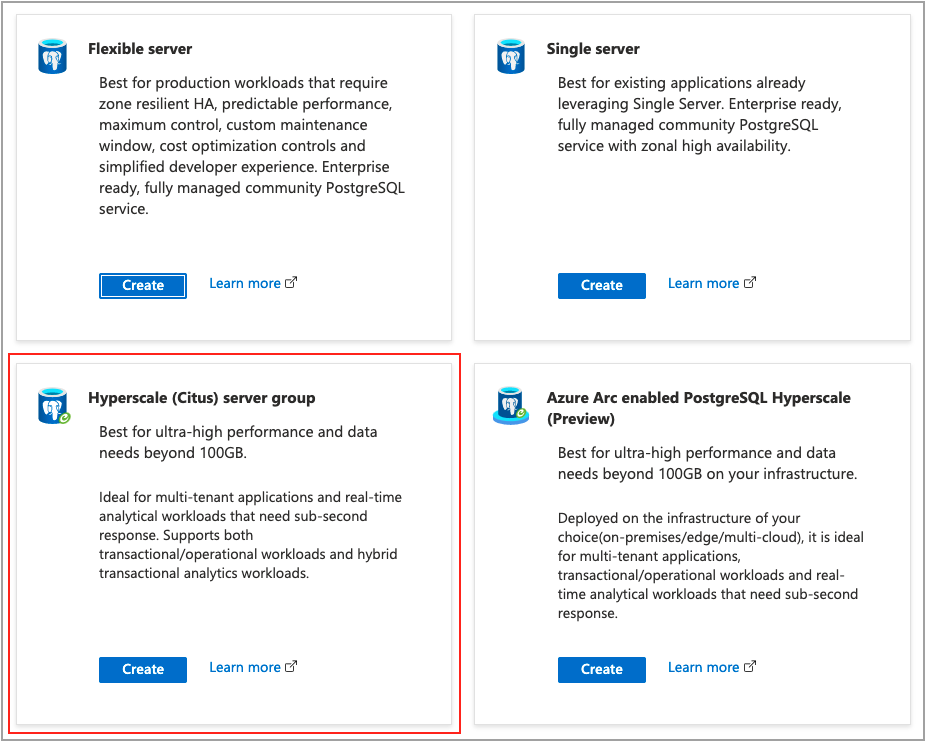 Flexible server
Best for production workloads that require
zone resilient HA, predictable performance,
maximum control, custom maintenance
window, cost optimization controls and
simplified developer experience. Enterprise
ready, fully managed community PostgreSQL
service.
Create
Learn more
Single server
Best for existing applications already
leveraging Single Server. Enterprise ready,
fully managed community PostgreSQL
service with zonal high availability.
Create
Learn more
Hyperscale (Citus) server group
Best for ultra-high performance and data
needs beyond 100GB.
Ideal for multi-tenant applications and real-time
analytical workloads that need sub-second
response. Supports both
transactional/operational workloads and hybrid
transactional analytics workloads.
Create
Learn more
Azure Arc enabled PostgreSQL Hyperscale
(Preview)
Best for ultra-high performance and data
needs beyond 100GB on your infrastructure.
Deployed on the infrastructure of your
choice(on-premises/edge/multi-cloud), it is ideal
for multi-tenant applications,
transactional/operational workloads and real-
time analytical workloads that need sub-second
response.
Create
Learn more